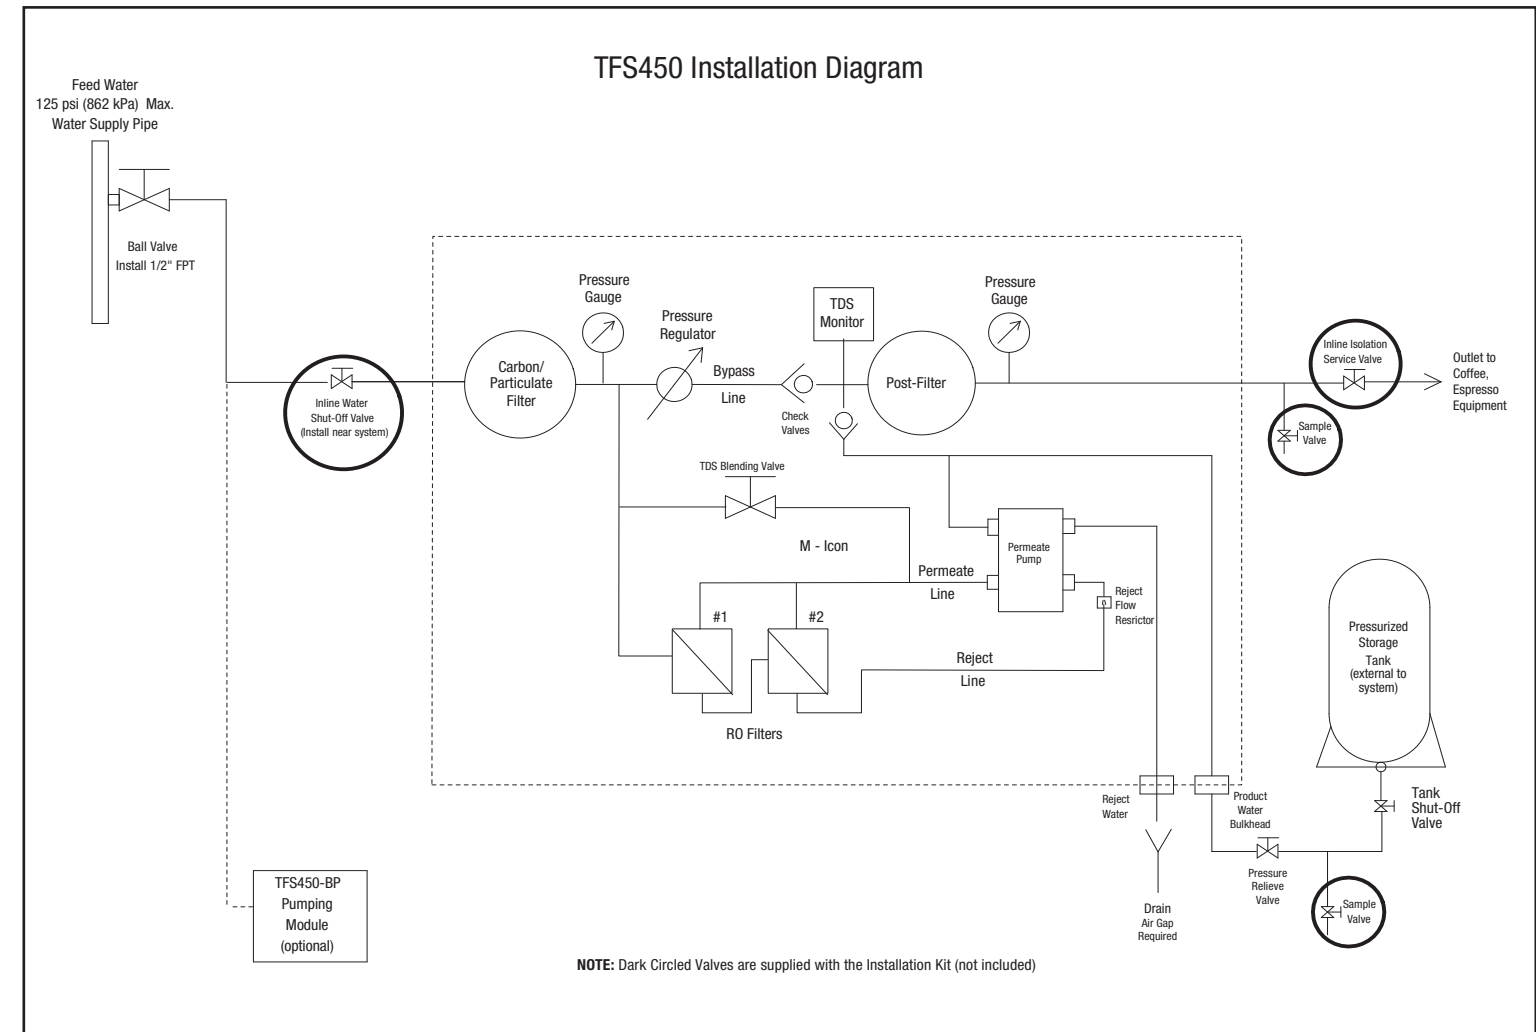 TFS450 Installation Diagram
Feed Water
125 psi (862 kPa) Max.
Water Supply Pipe
Ball Valve
Install 1/2" FPT
Inline Water
Shut-Off Valve
(Install near system)
Carbon/
Particulate
Filter
Pressure
Gauge
Pressure
Regulator
Bypass
Line
Check
Valves
TDS
Monitor
Post-Filter
Pressure
Gauge
Inline Isolation
Service Valve
Outlet to
Coffee,
Espresso
Equipment
Sample
Valve
TDS Blending Valve
M - Icon
Permeate
Line
Permeate
Pump
Reject
Flow
Resrictor
#1
#2
Reject
Line
RO Filters
Pressurized
Storage
Tank
(external to
system)
Tank
Shut-Off
Valve
Reject
Water
Product
Water
Bulkhead
Pressure
Relieve
Valve
Sample
Valve
Drain
Air Gap
Required
TFS450-BP
Pumping
Module
(optional)
NOTE: Dark Circled Valves are supplied with the Installation Kit (not included)